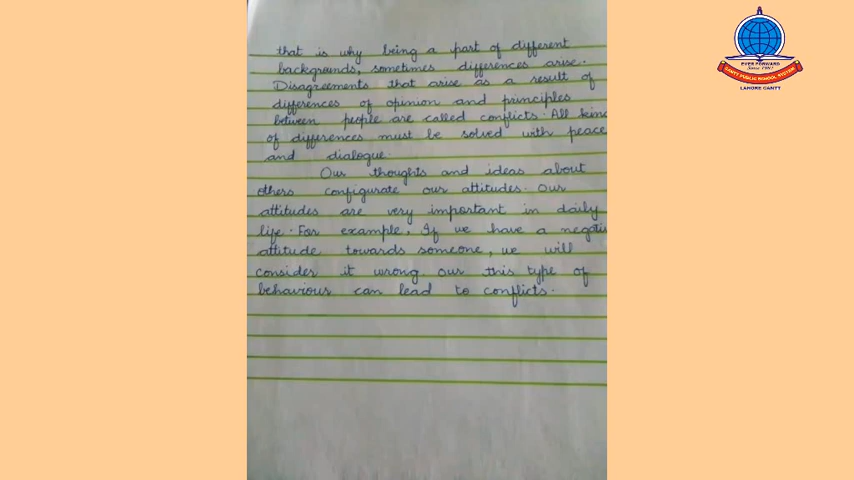 that is why being a part of different
backgrounds, sometimes differences arise.
Disagreements that arise as a result of
differences of opinion and principles
between people are called conflicts. All kind
of differences must be solved with peace
and dialogue.
Our thoughts and ideas about
others configurate our attitudes. Our
attitudes are very important in daily
life. For example, If we have a negativ
attitude towards someone, we will
consider it wrong. Our this type of
behaviour can lead to conflicts.
EVER FORWARD
Since 1987
CANTT PUBLIC SCHOOL SYSTEM
LAHORE CANTT